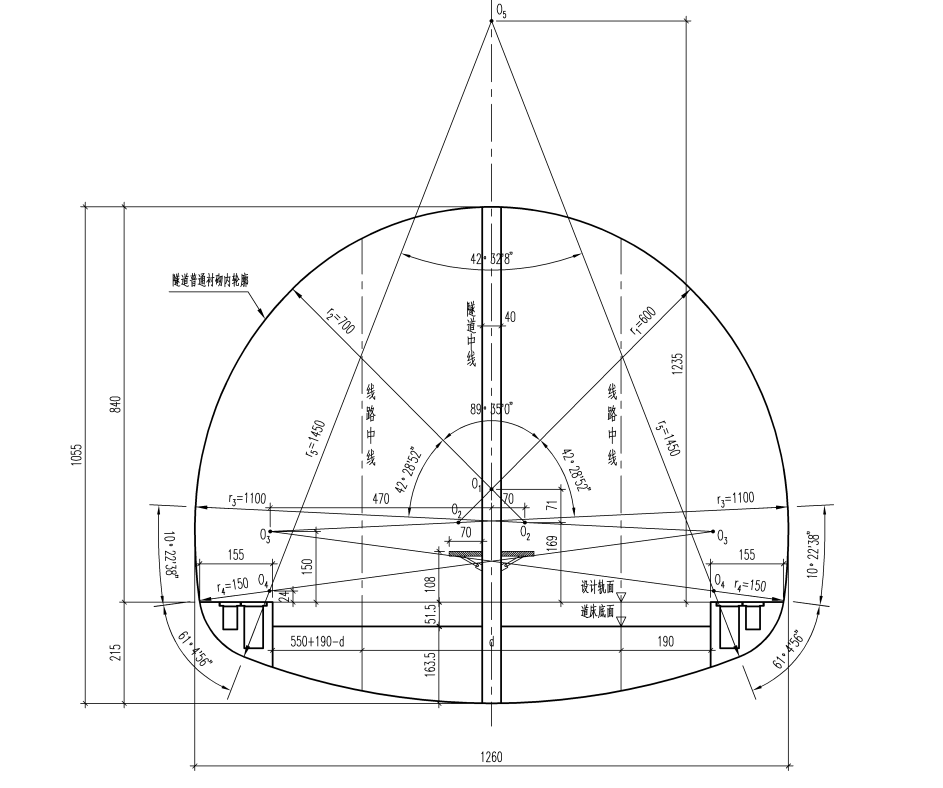 O5
42°32'8"
隧道普通衬砌内轮廓
隧道中线
40
r2=700
r1=600
1235
线路中线
线路中线
840
1055
r5=1450
r5=1450
89°35'0"
42°28'52"
42°28'52"
O1
r3=1100
470
70
r3=1100
71
O2
O2
O3
O3
70
169
10°22'38"
10°22'38"
155
155
150
108
O4
O4
r4=150
r4=150
24
设计轨面
道床底面
51.5
61°4'56"
61°4'56"
550+190-d
d
190
215
163.5
1260